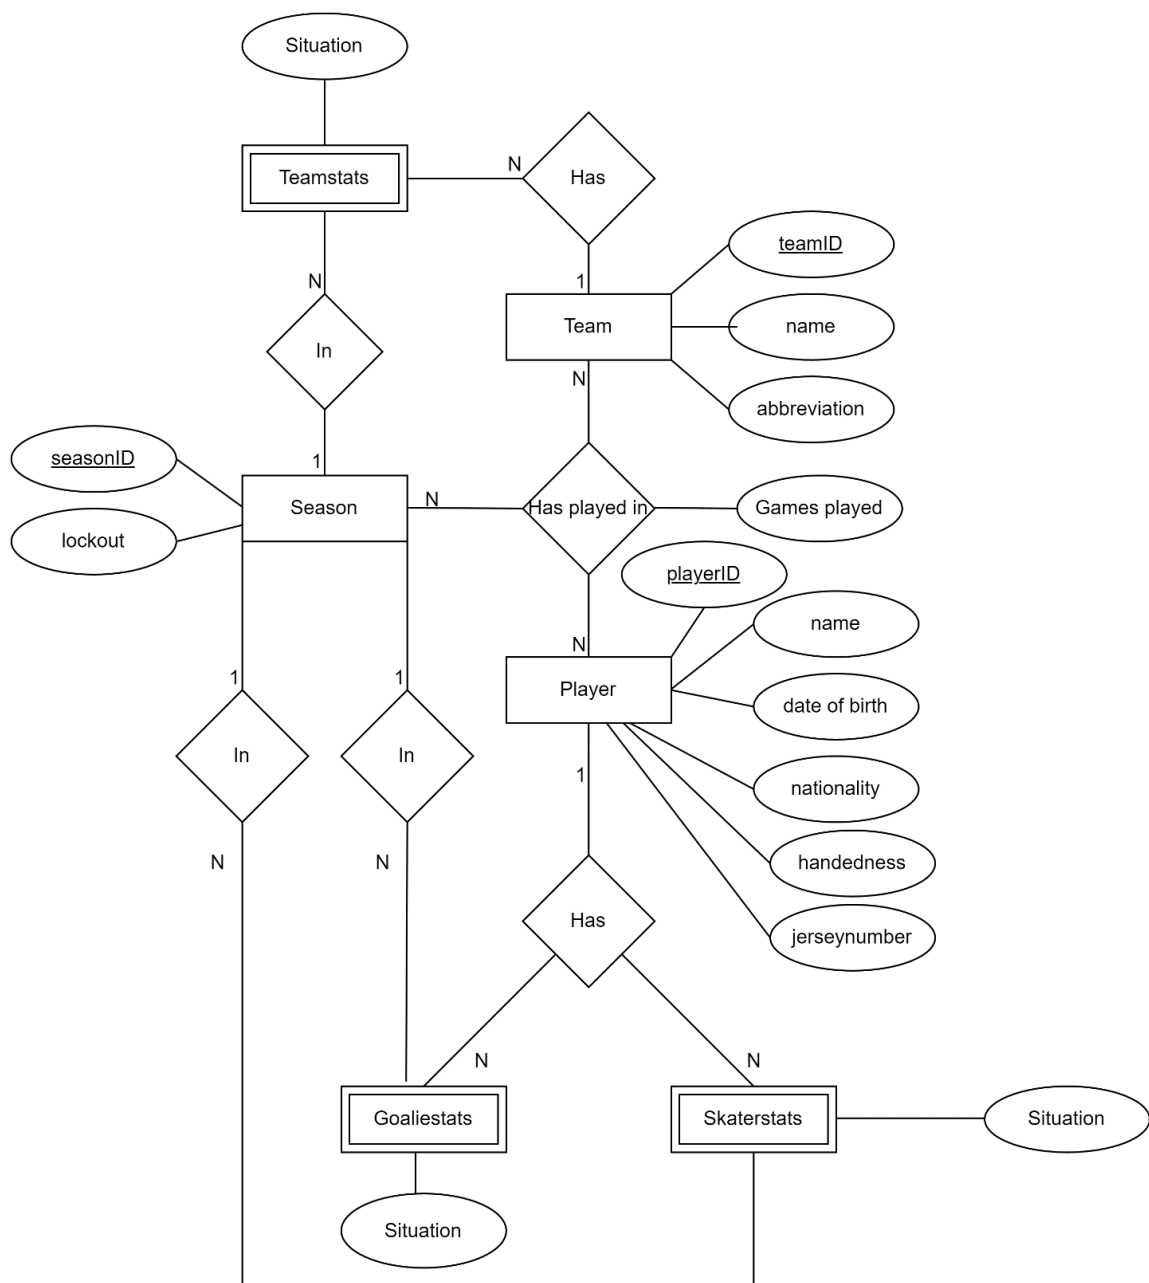 Situation
Teamstats
N
Has
teamID
N
1
Team
name
In
N
abbreviation
seasonID
1
Season
N
Has played in
Games played
lockout
playerID
name
N
1
1
Player
date of birth
In
In
1
nationality
N
N
handedness
Has
jerseynumber
N
N
Goaliestats
Skaterstats
Situation
Situation